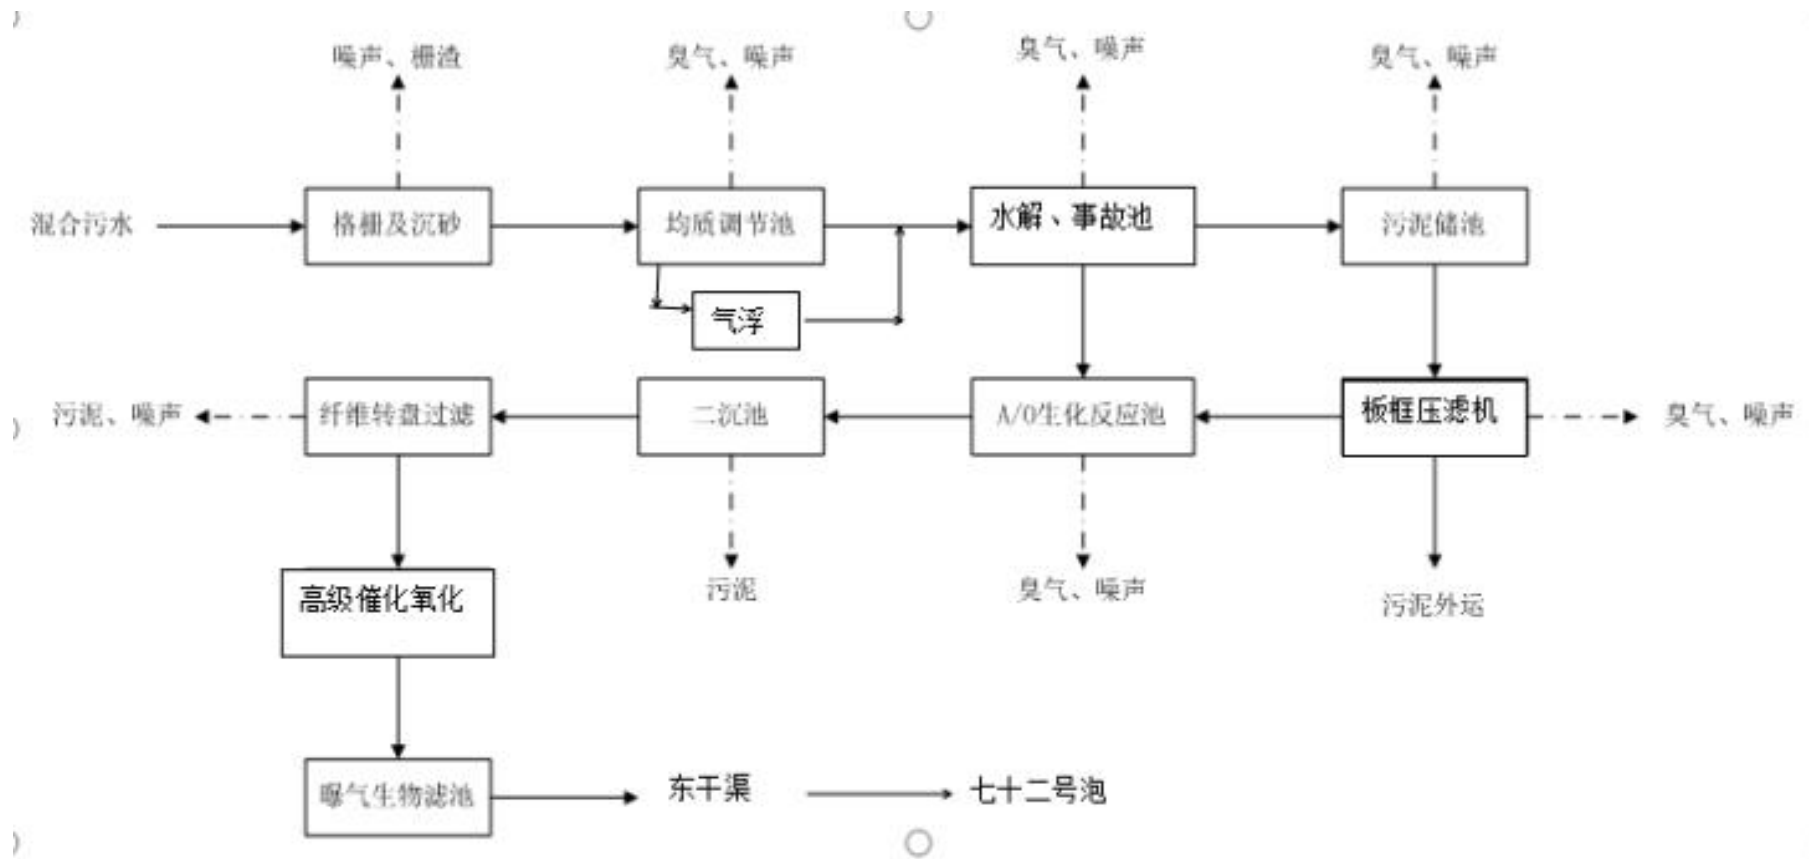 噪声、栅渣
臭气、噪声
臭气、噪声
臭气、噪声
混合污水
格栅及沉砂
均质调节池
水解、事故池
污泥储池
气浮
污泥、噪声
纤维转盘过滤
二沉池
A/O生化反应池
板框压滤机
臭气、噪声
高级催化氧化
污泥
臭气、噪声
污泥外运
曝气生物滤池
东干渠
七十二号泡